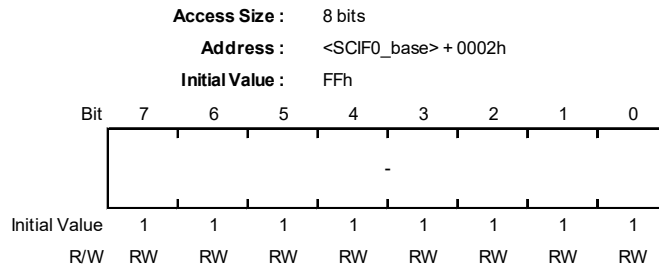 Access Size : 8 bits
Address : <SCIF0_base> + 0002h
Initial Value : FFh
Bit 7 6 5 4 3 2 1 0
-
Initial Value 1 1 1 1 1 1 1 1
R/W RW RW RW RW RW RW RW RW